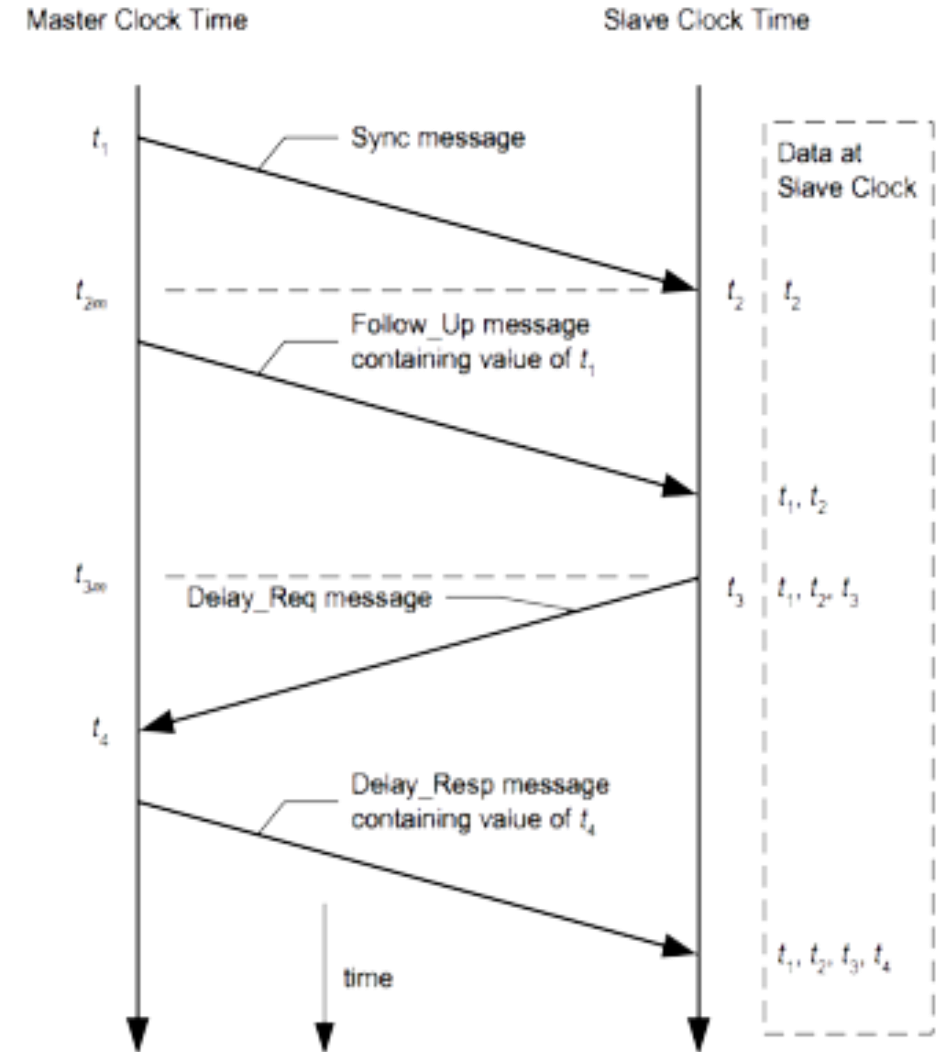 Master Clock Time
Slave Clock Time
t₁
Sync message
Data at
Slave Clock
t₂ₘ
t₂
t₂
Follow_Up message
containing value of t₁
t₁, t₂
t₃ₘ
t₃
t₁, t₂, t₃
Delay_Req message
t₄
Delay_Resp message
containing value of t₄
t₁, t₂, t₃, t₄
time